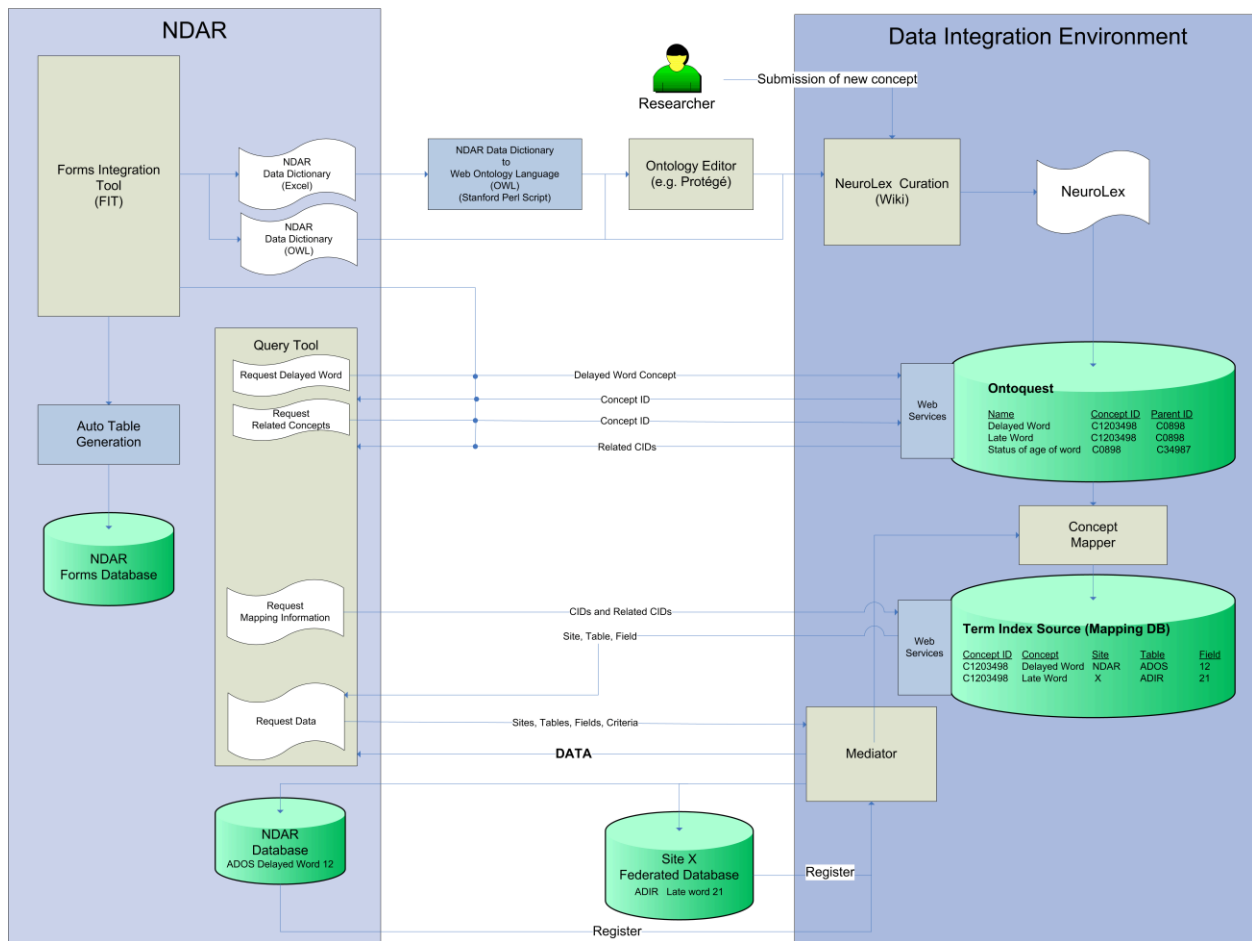 NDAR
Data Integration Environment
Submission of new concept
Researcher
Forms Integration
Tool
(FIT)
NDAR
Data Dictionary
(Excel)
NDAR Data Dictionary
to
Web Ontology Language
(OWL)
(Stanford Perl Script)
Ontology Editor
(e.g. Protégé)
NeuroLex Curation
(Wiki)
NeuroLex
NDAR
Data Dictionary
(OWL)
Query Tool
Request Delayed Word
Delayed Word Concept
Concept ID
Request
Related Concepts
Concept ID
Related CIDs
Web
Services
Ontoquest
Name Concept ID Parent ID
Delayed Word C1203498 C0898
Late Word C1203498 C0898
Status of age of word C0898 C34987
Auto Table
Generation
NDAR
Forms Database
Concept
Mapper
Request
Mapping Information
CIDs and Related CIDs
Site, Table, Field
Web
Services
Term Index Source (Mapping DB)
Concept ID Concept Site Table Field
C1203498 Delayed Word NDAR ADOS 12
C1203498 Late Word X ADIR 21
Request Data
Sites, Tables, Fields, Criteria
DATA
Mediator
NDAR
Database
ADOS Delayed Word 12
Site X
Federated Database
ADIR Late word 21
Register
Register